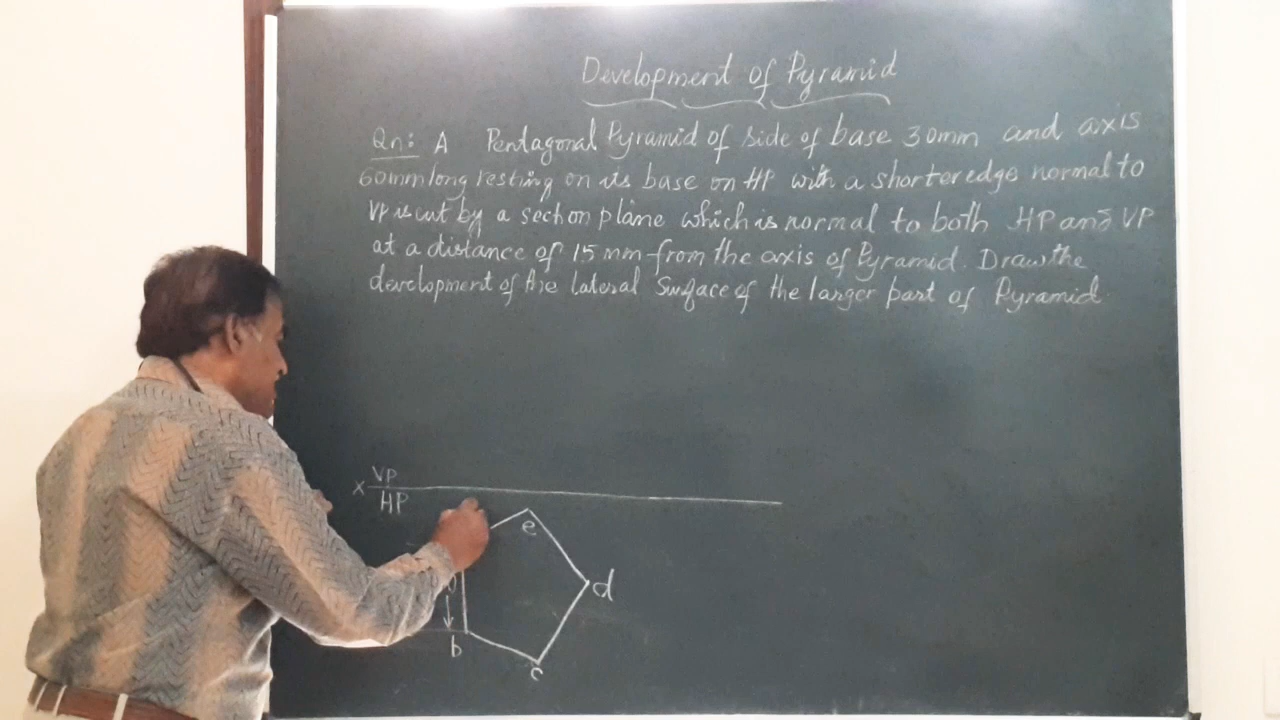 Development of Pyramid
Qn: A Pentagonal Pyramid of side of base 30mm and axis
60mm long resting on its base on HP with a shorter edge normal to
VP is cut by a section plane which is normal to both HP and VP
at a distance of 15 mm from the axis of Pyramid. Draw the
development of the lateral Surface of the larger part of Pyramid.
VP
X
HP
e
d
b
c